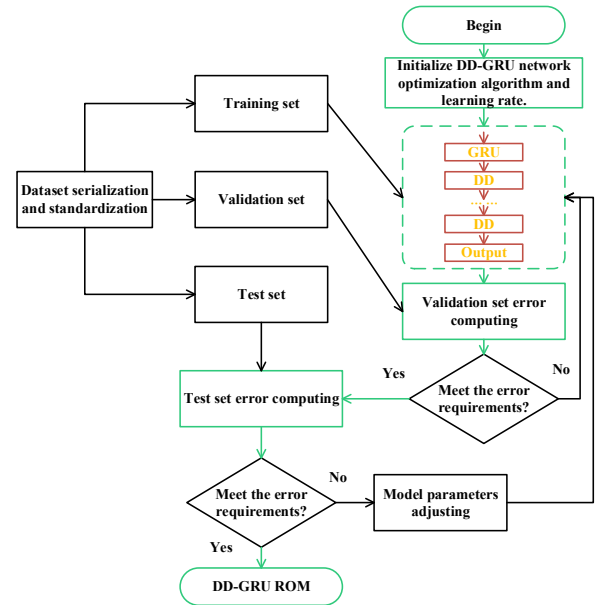 Begin
Initialize DD-GRU network
optimization algorithm and
learning rate.
Training set
GRU
DD
... ...
DD
Output
Dataset serialization
and standardization
Validation set
Test set
Validation set error
computing
Yes
No
Meet the error
requirements?
Test set error computing
Meet the error
requirements?
No
Model parameters
adjusting
Yes
DD-GRU ROM